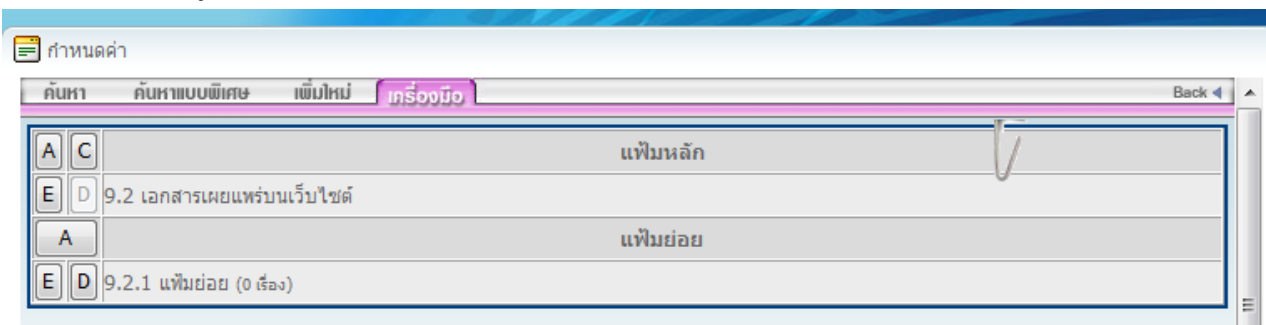 กำหนดค่า
ค้นหา ค้นหาแบบพิเศษ เพิ่มใหม่ เครื่องมือ Back
A C แฟ้มหลัก
E D 9.2 เอกสารเผยแพร่บนเว็บไซต์
A แฟ้มย่อย
E D 9.2.1 แฟ้มย่อย (0 เรื่อง)